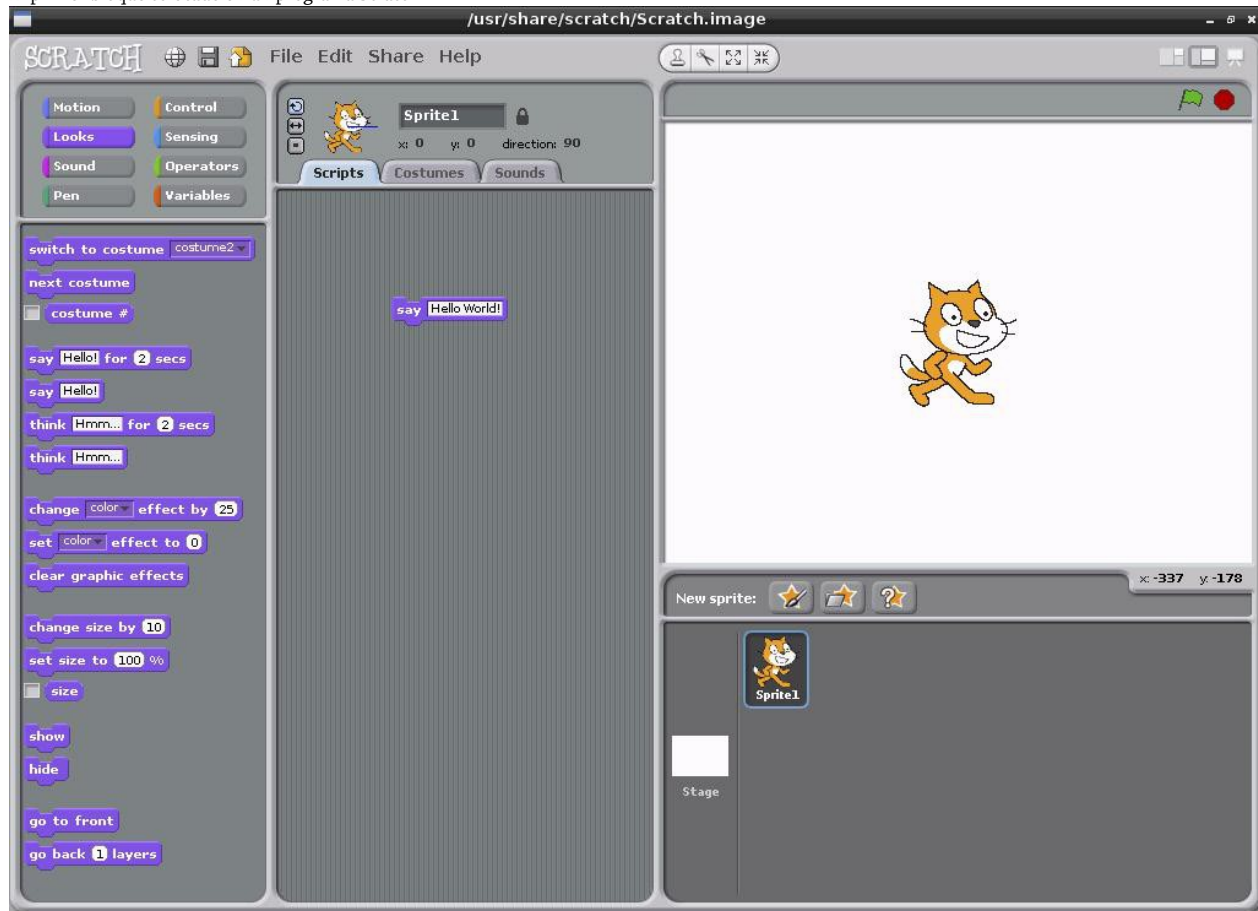 /usr/share/scratch/Scratch.image
SCRATCH File Edit Share Help
Motion Control
Looks Sensing
Sound Operators
Pen Variables
switch to costume costume2
next costume
costume #
say Hello! for 2 secs
say Hello!
think Hmm... for 2 secs
think Hmm...
change color effect by 25
set color effect to 0
clear graphic effects
change size by 10
set size to 100 %
size
show
hide
go to front
go back 1 layers
Sprite1
x: 0 y: 0 direction: 90
Scripts Costumes Sounds
say Hello World!
x: -337 y: -178
New sprite:
Sprite1
Stage